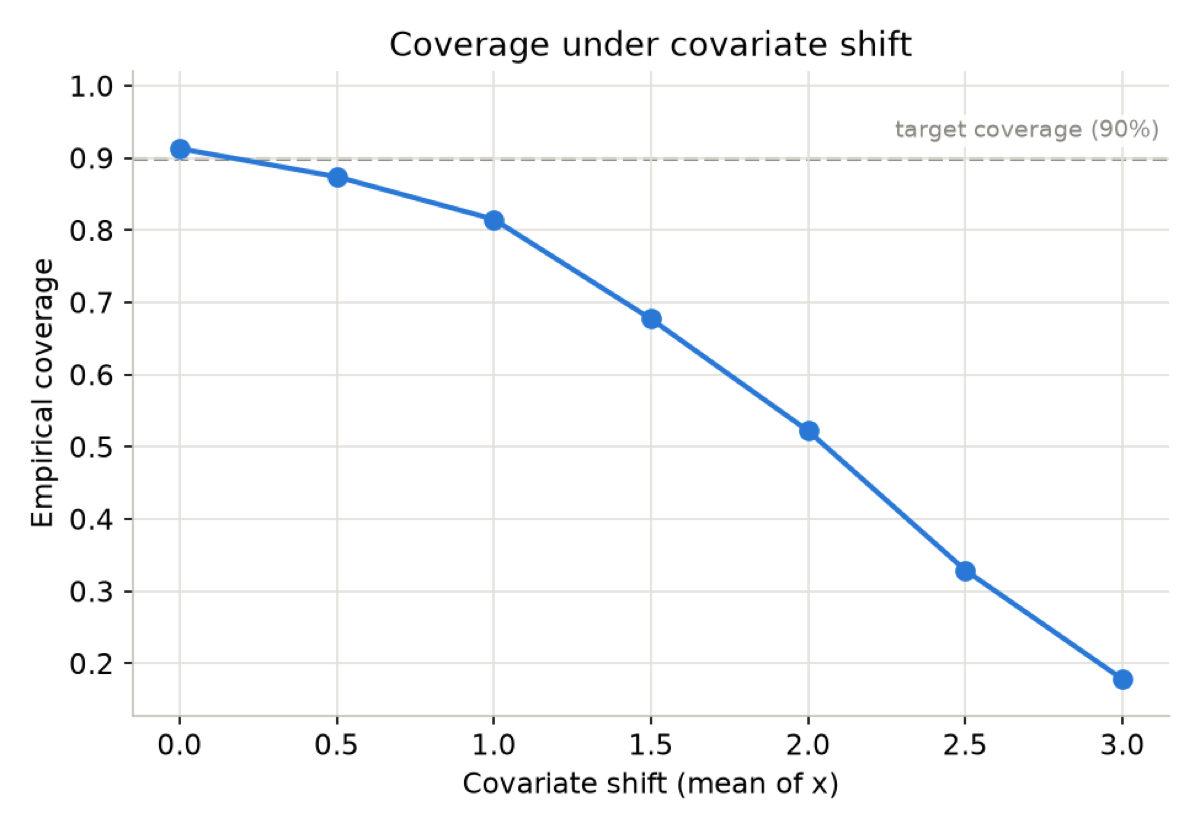 Coverage under covariate shift
target coverage (90%)
Empirical coverage
1.0
0.9
0.8
0.7
0.6
0.5
0.4
0.3
0.2
0.0 0.5 1.0 1.5 2.0 2.5 3.0
Covariate shift (mean of x)